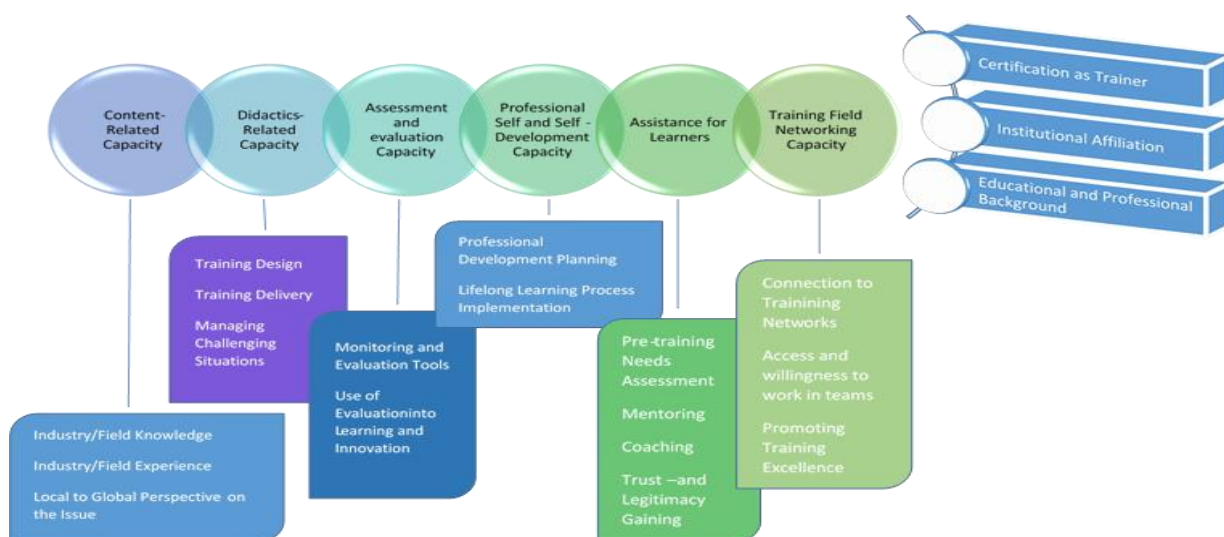 Content-
Related
Capacity
Didactics-
Related
Capacity
Assessment
and
evaluation
Capacity
Professional
Self and Self -
Development
Capacity
Assistance for
Learners
Training Field
Networking
Capacity
Certification as Trainer
Institutional Affiliation
Educational and Professional
Background
Industry/Field Knowledge
Industry/Field Experience
Local to Global Perspective on
the Issue
Training Design
Training Delivery
Managing
Challenging
Situations
Monitoring and
Evaluation Tools
Use of
Evaluationinto
Learning and
Innovation
Professional
Development Planning
Lifelong Learning Process
Implementation
Pre-training
Needs
Assessment
Mentoring
Coaching
Trust –and
Legitimacy
Gaining
Connection to
Trainining
Networks
Access and
willingness to
work in teams
Promoting
Training
Excellence